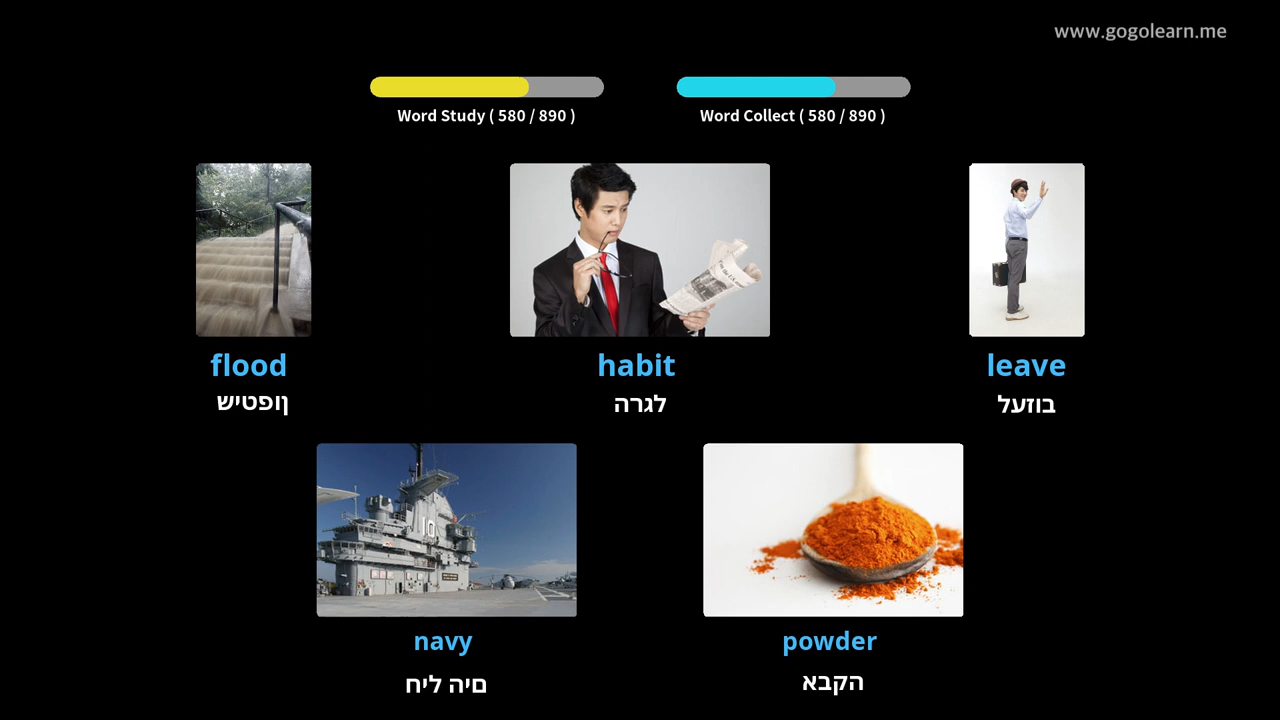 www.gogolearn.me
Word Study ( 580 / 890 )
Word Collect ( 580 / 890 )
flood
ןופטיש
habit
לגרה
leave
בוזעל
navy
םיה ליח
powder
הקבא